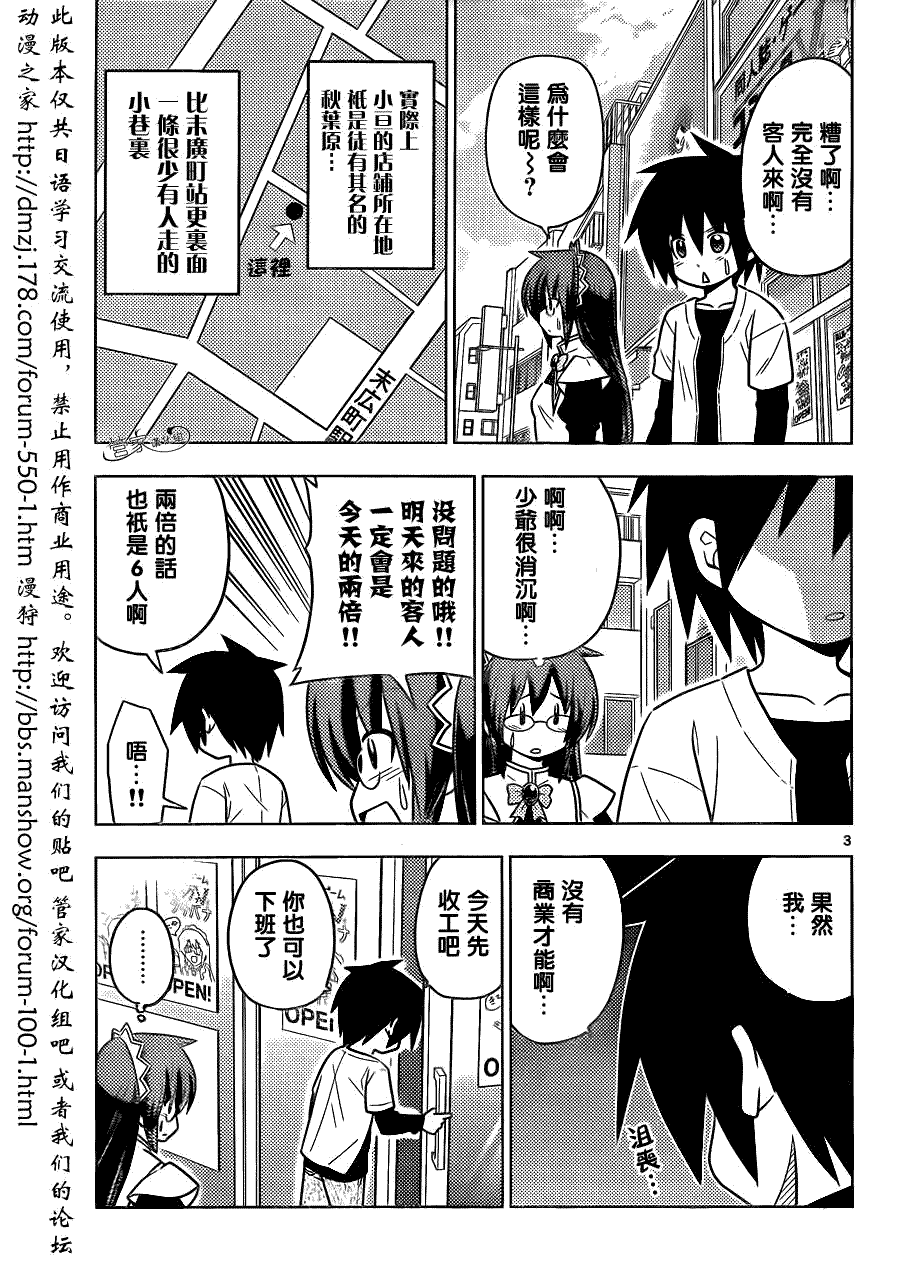 糟了啊…
完全沒有
客人來啊…
為什麼會
這樣呢～?
實際上
小亘的店鋪所在地
衹是徒有其名的
秋葉原…
比末廣町站更裏面
一條很少有人走的
小巷裏
這裡
末広町駅
啊啊…
少爺很消沉啊…
没問題的哦!!
明天來的客人
一定會是
今天的兩倍!!
兩倍的話
也衹是6人啊
唔
…!!
3
果然
我…
沒有
商業才能啊…
沮喪…
今天先
收工吧
你也可以
下班了
………
OPEN!
OPEN
此版本仅共日语学习交流使用，禁止用作商业用途。欢迎访问我们的贴吧 管家汉化组吧 或者我们的论坛
动漫之家 http://dmzj.178.com/forum-550-1.htm 漫狩 http://bbs.manshow.org/forum-100-1.html